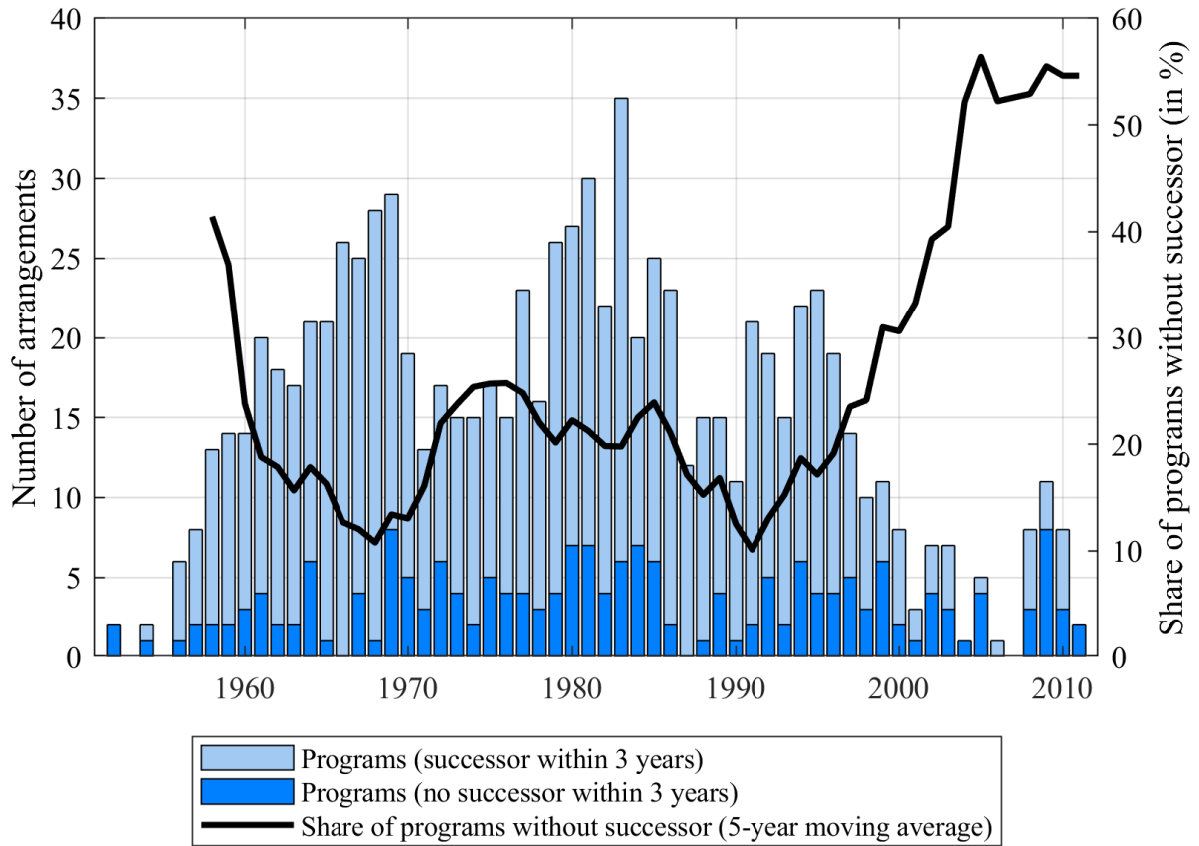 Number of arrangements
40
35
30
25
20
15
10
5
0
60
50
40
30
20
10
0
Share of programs without successor (in %)
1960 1970 1980 1990 2000 2010
Programs (successor within 3 years)
Programs (no successor within 3 years)
Share of programs without successor (5-year moving average)